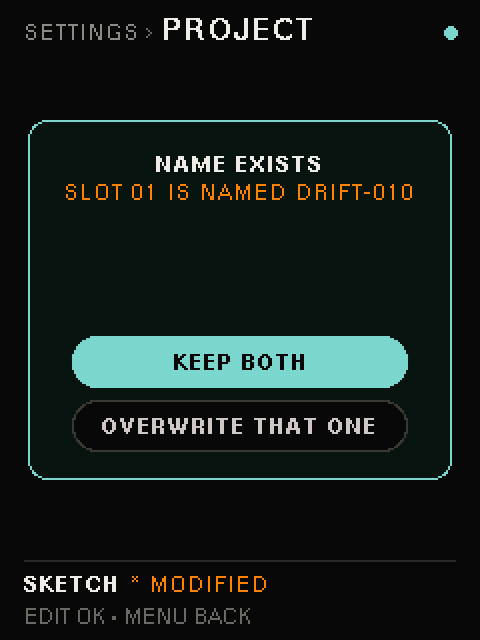 SETTINGS › PROJECT
NAME EXISTS
SLOT 01 IS NAMED DRIFT-010
KEEP BOTH
OVERWRITE THAT ONE
SKETCH * MODIFIED
EDIT OK · MENU BACK